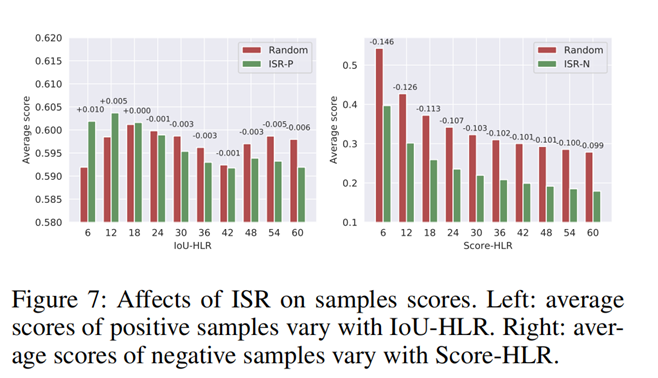 0.620
0.615
0.610
0.605
0.600
0.595
0.590
0.585
0.580
Average score
Random
ISR-P
+0.010
+0.005
+0.000
-0.001
-0.003
-0.003
-0.001
-0.003
-0.005
-0.006
6 12 18 24 30 36 42 48 54 60
IoU-HLR
0.5
0.4
0.3
0.2
0.1
Average score
Random
ISR-N
-0.146
-0.126
-0.113
-0.107
-0.103
-0.102
-0.101
-0.101
-0.100
-0.099
6 12 18 24 30 36 42 48 54 60
Score-HLR
Figure 7: Affects of ISR on samples scores. Left: average
scores of positive samples vary with IoU-HLR. Right: aver-
age scores of negative samples vary with Score-HLR.